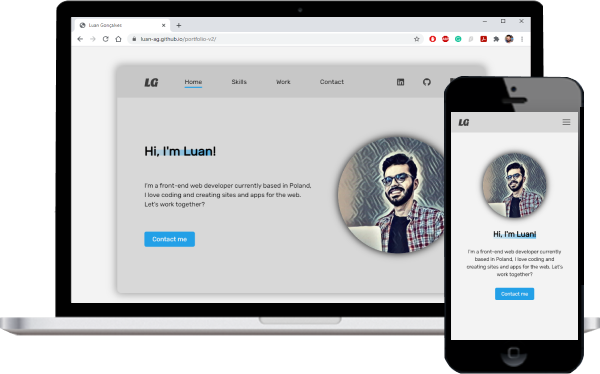 Luan Gonçalves
luan-ag.github.io/portfolio-v2/
LG
Home
Skills
Work
Contact
Hi, I'm Luan!
I'm a front-end web developer currently based in Poland,
I love coding and creating sites and apps for the web.
Let's work together?
Contact me
LG
Hi, I'm Luan!
I'm a front-end web developer currently
based in Poland, I love coding and
creating sites and apps for the web. Let's
work together?
Contact me